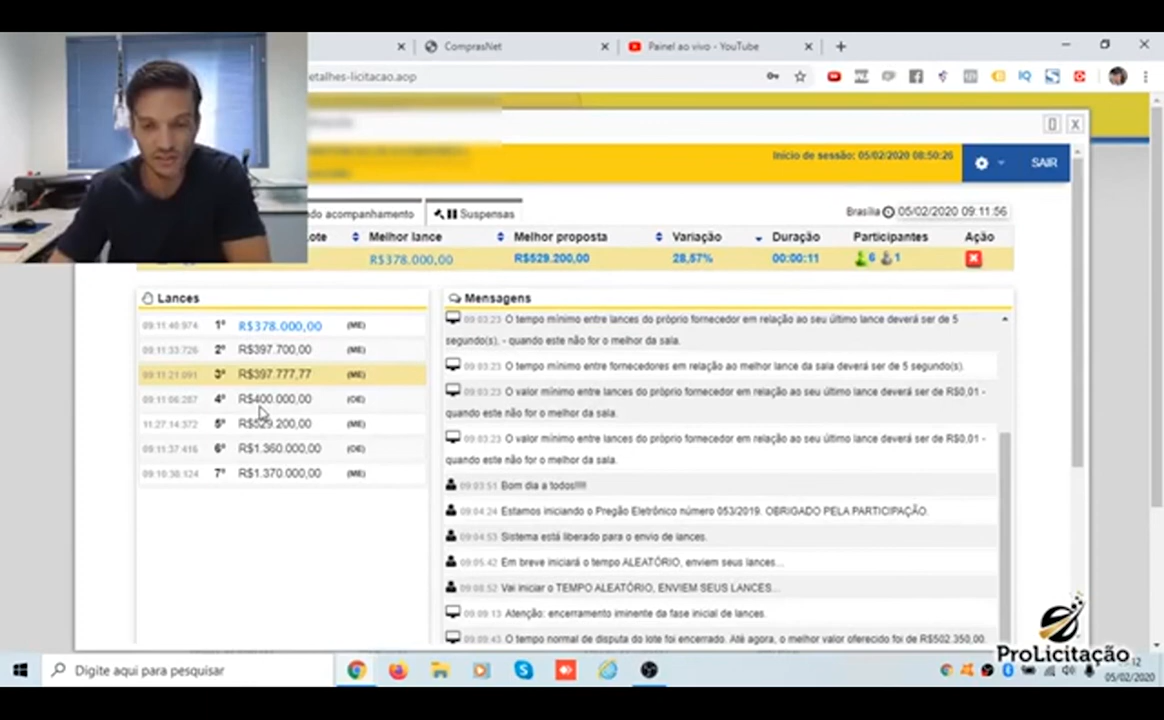 ComprasNet
Painel ao vivo - YouTube
etalhes-licitacao.aop
Início de sessão: 05/02/2020 08:50:26
SAIR
do acompanhamento
Suspensas
Brasília 05/02/2020 09:11:56
Lote Melhor lance Melhor proposta Variação Duração Participantes Ação
R$378.000,00 R$529.200,00 28,57% 00:00:11 6 1
Lances
09:11:40:974 1º R$378.000,00 (ME)
09:11:33:726 2º R$397.700,00 (ME)
09:11:21:091 3º R$397.777,77 (ME)
09:11:06:287 4º R$400.000,00 (OE)
11:27:14:372 5º R$529.200,00 (ME)
09:11:37:416 6º R$1.360.000,00 (OE)
09:10:38:124 7º R$1.370.000,00 (ME)
Mensagens
09:03:23 O tempo mínimo entre lances do próprio fornecedor em relação ao seu último lance deverá ser de 5
segundo(s), - quando este não for o melhor da sala.
09:03:23 O tempo mínimo entre fornecedores em relação ao melhor lance da sala deverá ser de 5 segundo(s).
09:03:23 O valor mínimo entre lances do próprio fornecedor em relação ao seu último lance deverá ser de R$0,01 -
quando este não for o melhor da sala.
09:03:23 O valor mínimo entre lances do próprio fornecedor em relação ao seu último lance deverá ser de R$0,01 -
quando este não for o melhor da sala.
09:03:51 Bom dia a todos!!!!
09:04:24 Estamos iniciando o Pregão Eletrônico número 053/2019. OBRIGADO PELA PARTICIPAÇÃO.
09:04:53 Sistema está liberado para o envio de lances.
09:05:42 Em breve iniciará o tempo ALEATÓRIO, enviem seus lances...
09:08:52 Vai iniciar o TEMPO ALEATÓRIO, ENVIEM SEUS LANCES...
09:09:13 Atenção: encerramento iminente da fase inicial de lances.
09:09:43 O tempo normal de disputa do lote foi encerrado. Até agora, o melhor valor oferecido foi de R$502.350,00.
ProLicitação
Digite aqui para pesquisar
05/02/2020